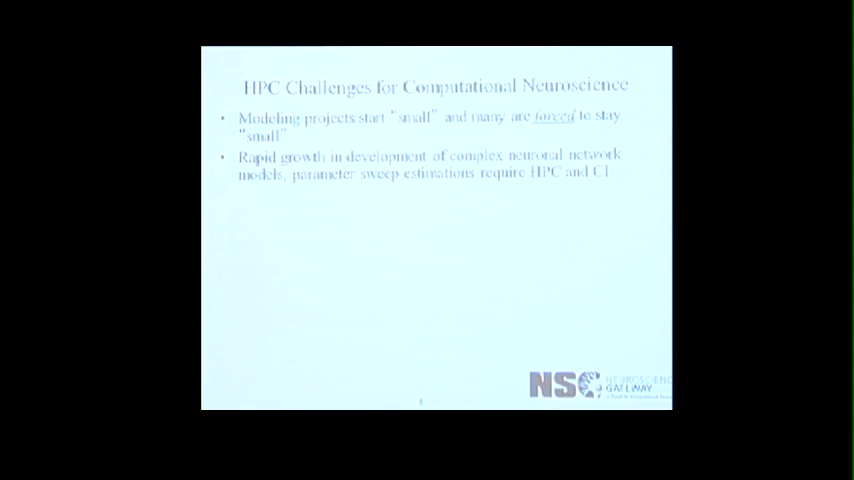 HPC Challenges for Computational Neuroscience
• Modeling projects start "small" and many are forced to stay
"small"
• Rapid growth in development of complex neuronal network
models, parameter sweep estimations require HPC and CI
NSG NEUROSCIENC
GATEWAY